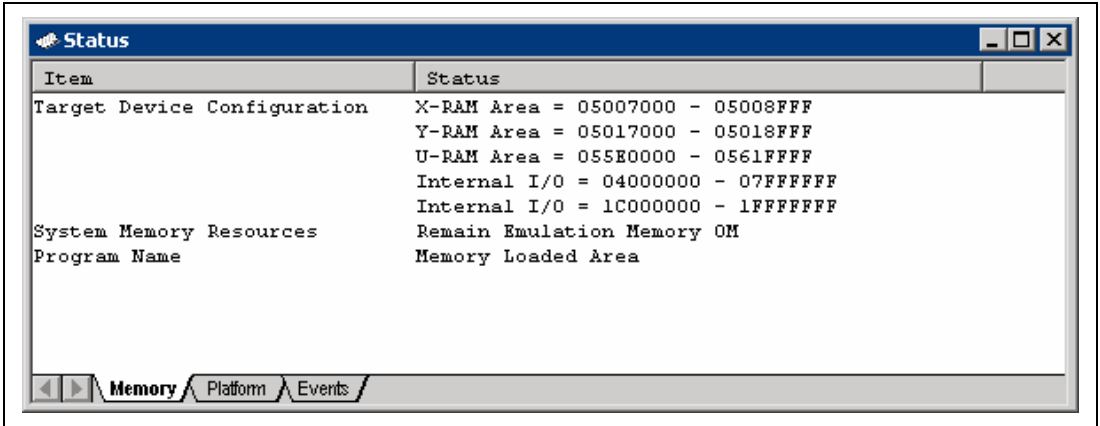 Status
Item Status
Target Device Configuration X-RAM Area = 05007000 - 05008FFF
Y-RAM Area = 05017000 - 05018FFF
U-RAM Area = 055E0000 - 0561FFFF
Internal I/O = 04000000 - 07FFFFFF
Internal I/O = 1C000000 - 1FFFFFFF
System Memory Resources Remain Emulation Memory 0M
Program Name Memory Loaded Area
Memory Platform Events